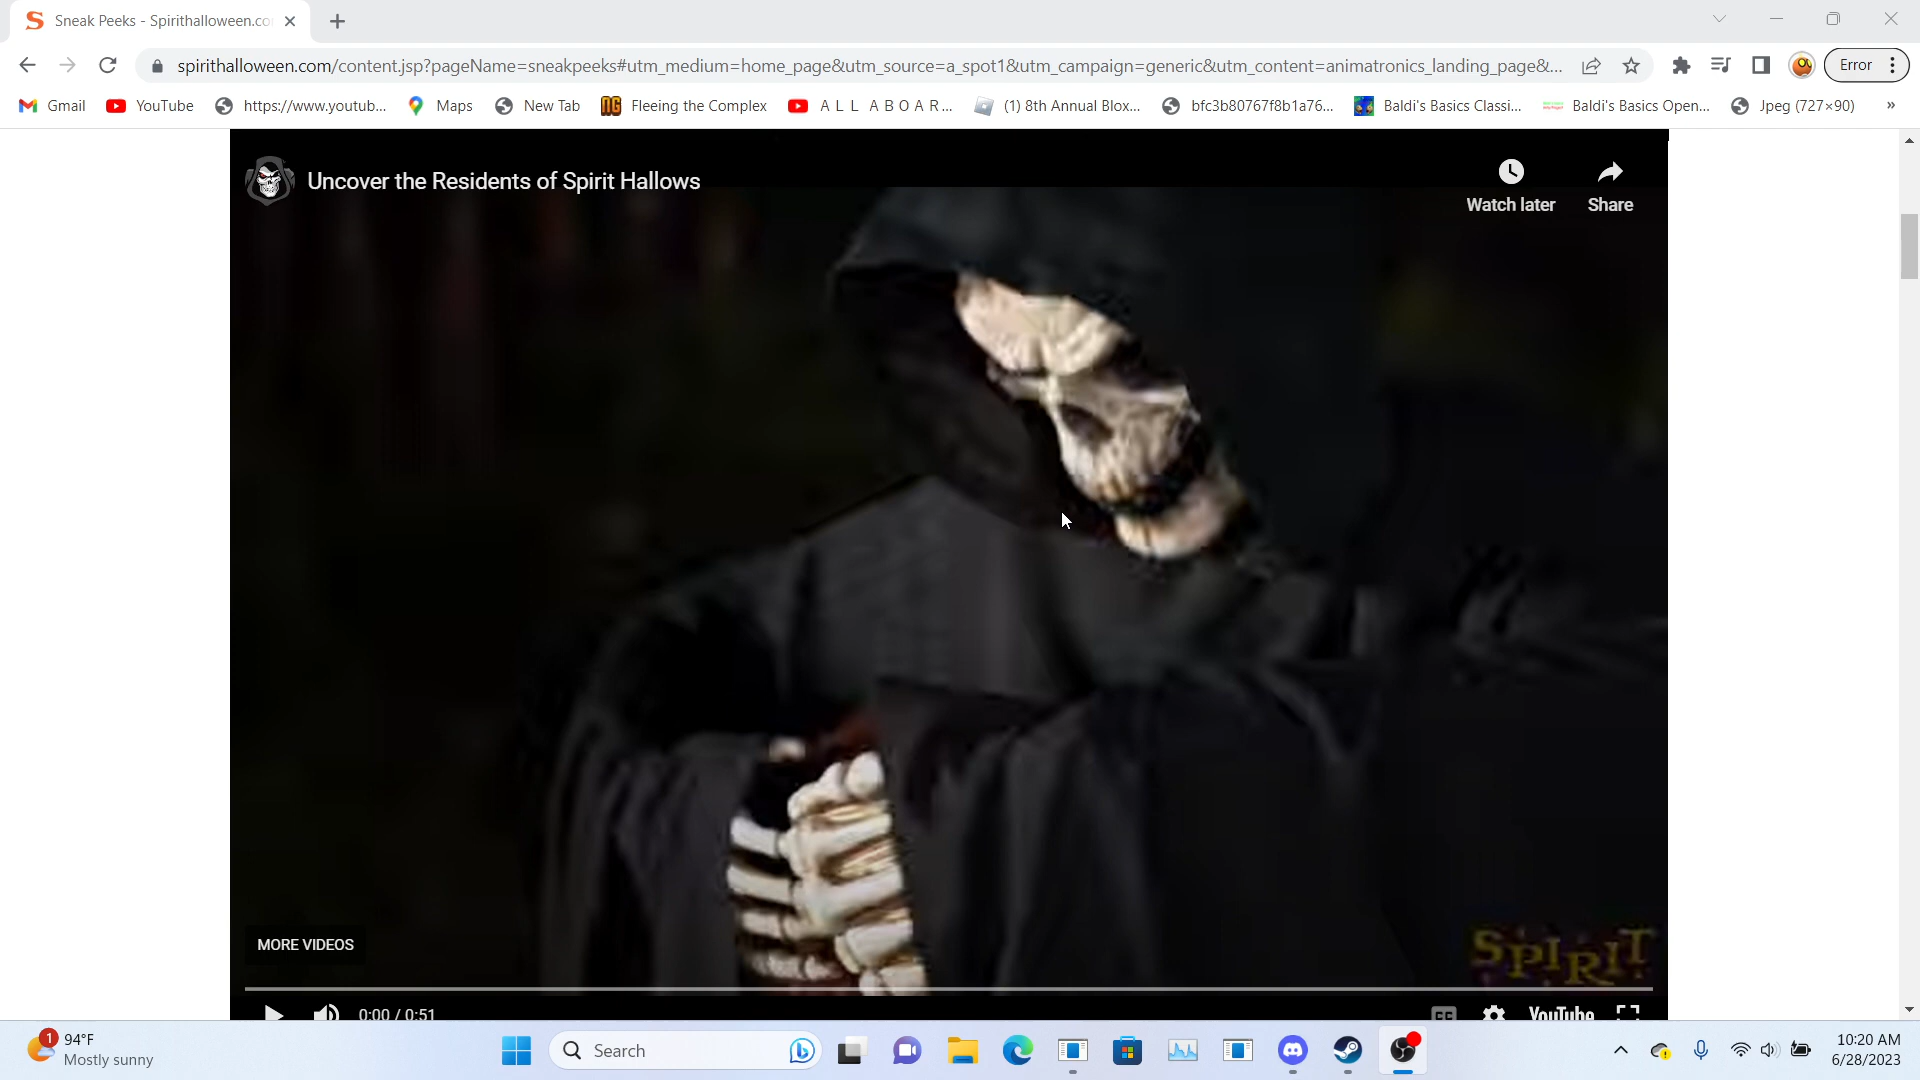 Sneak Peeks - Spirithalloween.co
spirithalloween.com/content.jsp?pageName=sneakpeeks#utm_medium=home_page&utm_source=a_spot1&utm_campaign=generic&utm_content=animatronics_landing_page&...
Error
Gmail
YouTube
https://www.youtub...
Maps
New Tab
Fleeing the Complex
A L L A B O A R...
(1) 8th Annual Blox...
bfc3b80767f8b1a76...
Baldi's Basics Classi...
Baldi's Basics Open...
Jpeg (727×90)
»
Uncover the Residents of Spirit Hallows
Watch later
Share
MORE VIDEOS
SPIRIT
0:00 / 0:51
CC
YouTube
1
94°F
Mostly sunny
Search
10:20 AM
6/28/2023